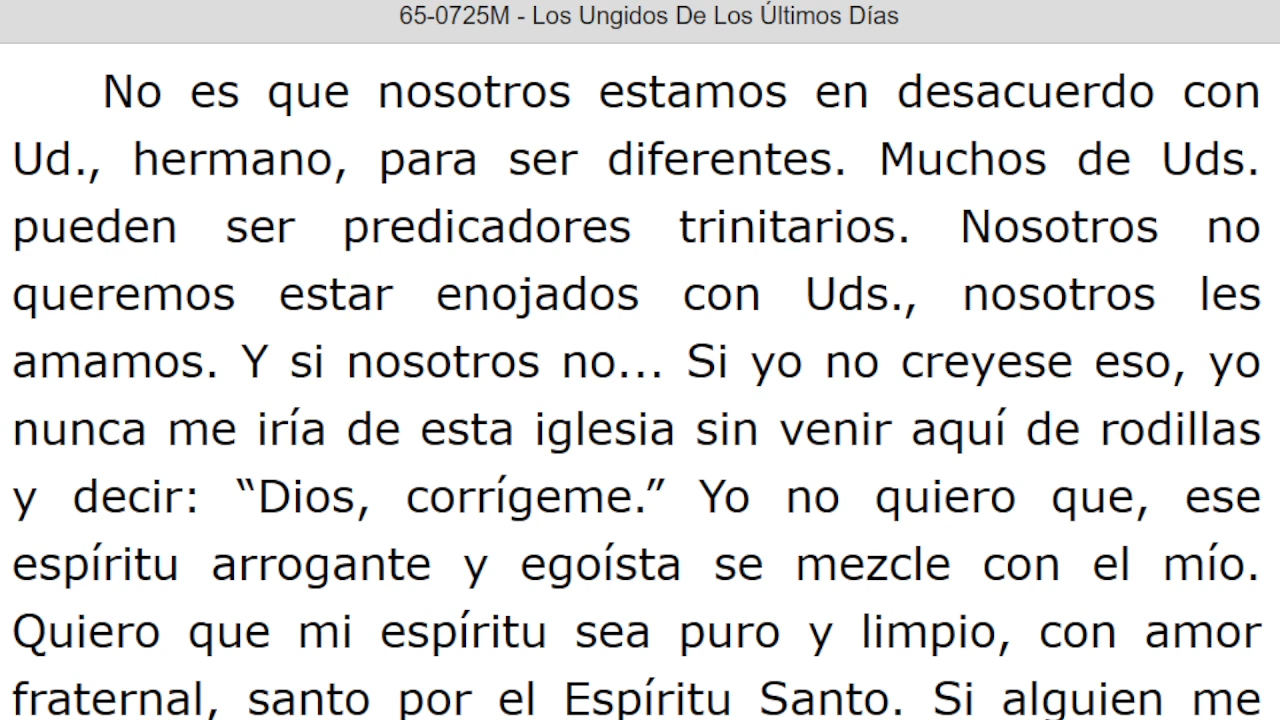 65-0725M - Los Ungidos De Los Últimos Días
No es que nosotros estamos en desacuerdo con
Ud., hermano, para ser diferentes. Muchos de Uds.
pueden ser predicadores trinitarios. Nosotros no
queremos estar enojados con Uds., nosotros les
amamos. Y si nosotros no... Si yo no creyese eso, yo
nunca me iría de esta iglesia sin venir aquí de rodillas
y decir: “Dios, corrígeme.” Yo no quiero que, ese
espíritu arrogante y egoísta se mezcle con el mío.
Quiero que mi espíritu sea puro y limpio, con amor
fraternal, santo por el Espíritu Santo. Si alguien me